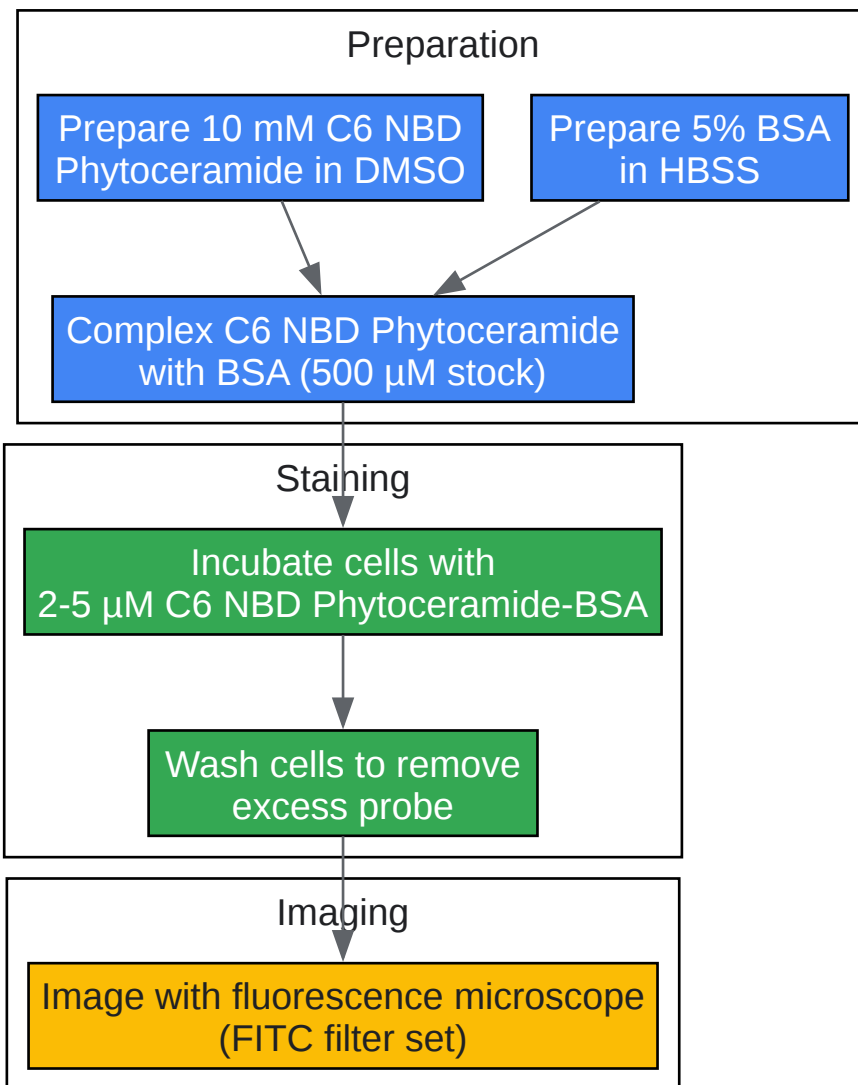 Preparation
Prepare 10 mM C6 NBD
Phytoceramide in DMSO
Prepare 5% BSA
in HBSS
Complex C6 NBD Phytoceramide
with BSA (500 µM stock)
Staining
Incubate cells with
2-5 µM C6 NBD Phytoceramide-BSA
Wash cells to remove
excess probe
Imaging
Image with fluorescence microscope
(FITC filter set)